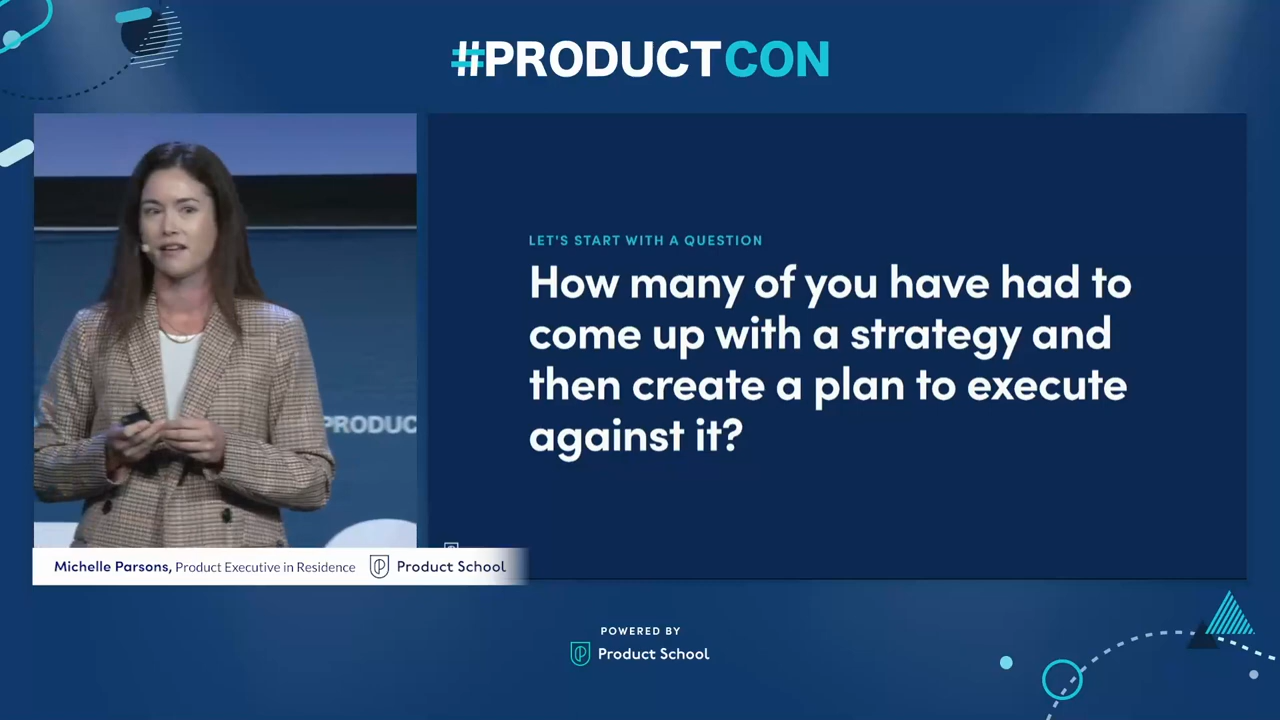 #PRODUCTCON
LET'S START WITH A QUESTION
How many of you have had to
come up with a strategy and
then create a plan to execute
against it?
PRODUC
Michelle Parsons, Product Executive in Residence
Product School
POWERED BY
Product School